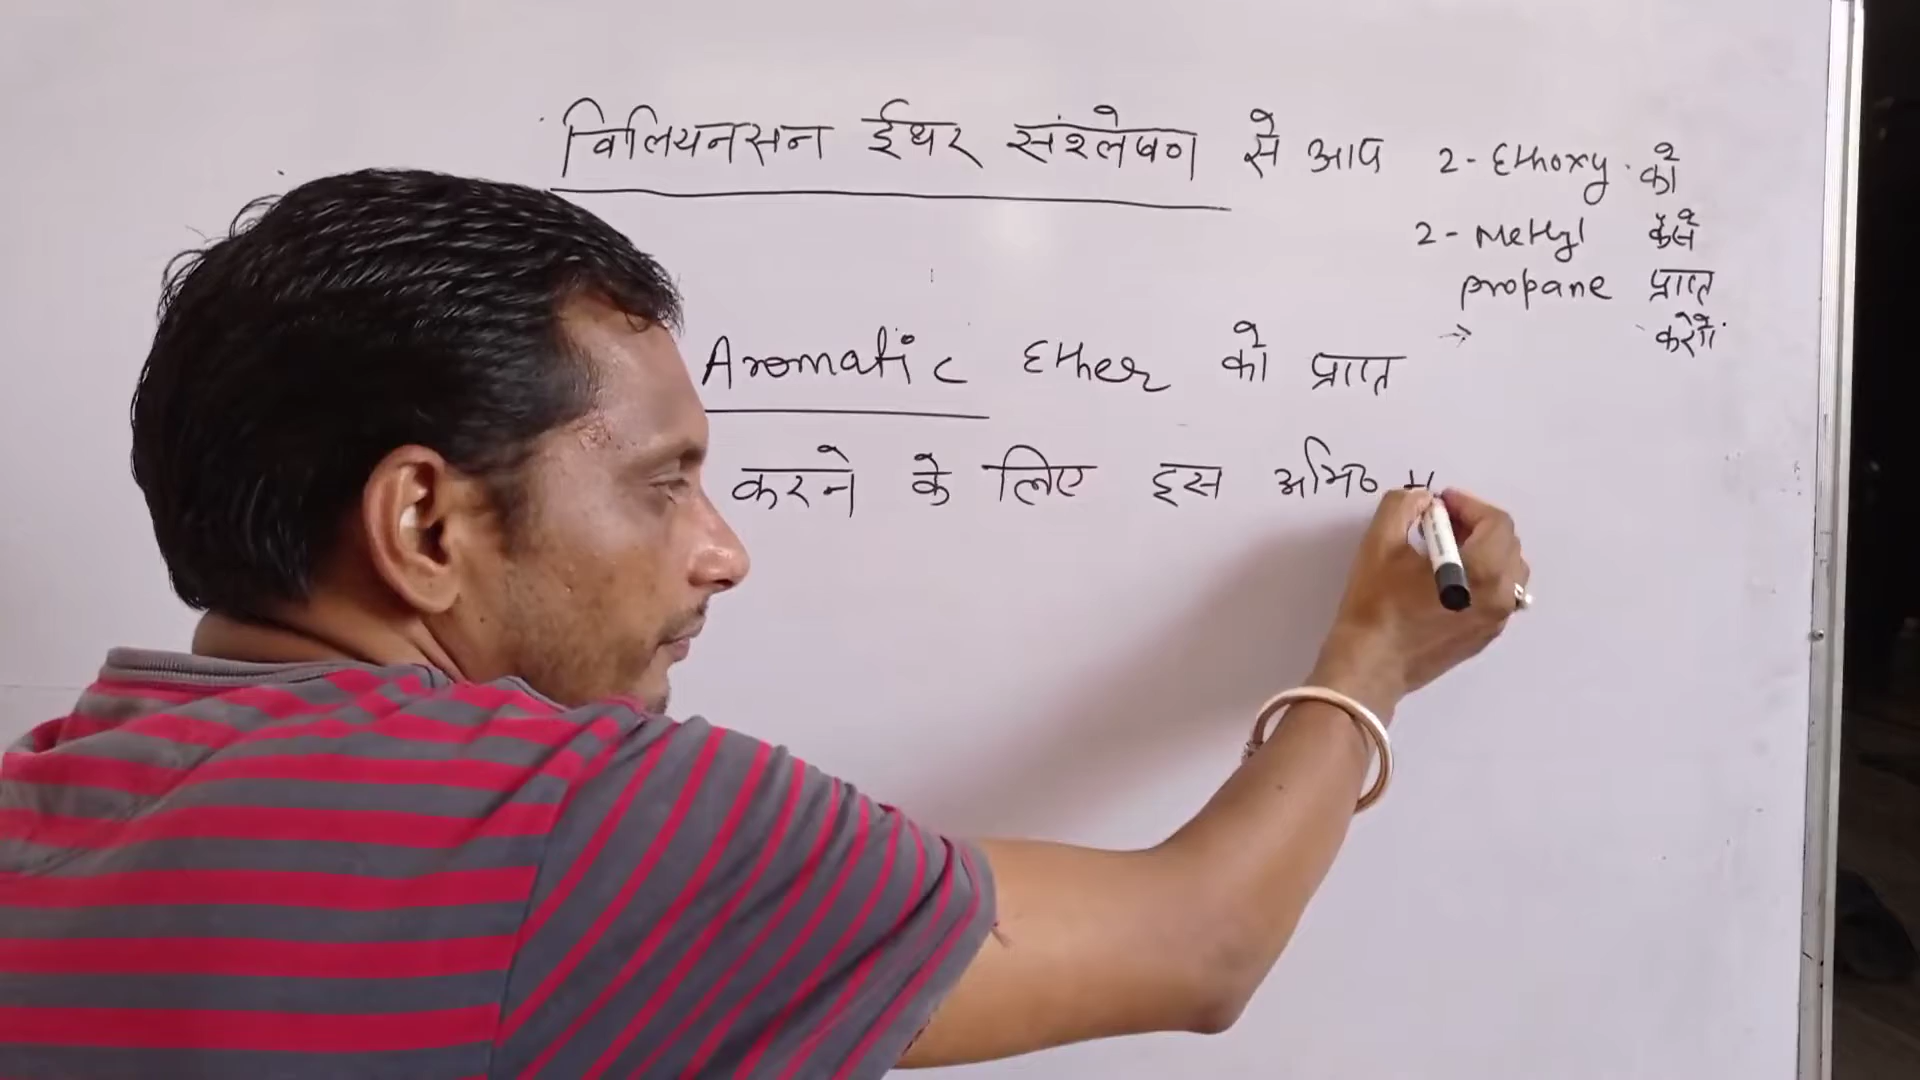 विलियनसन ईथर संश्लेषण से आप 2-Ethoxy को
2-Methyl कैसे
propane प्राप्त
करेगें
Aromatic Ether को प्राप्त
करने के लिए इस अभि०